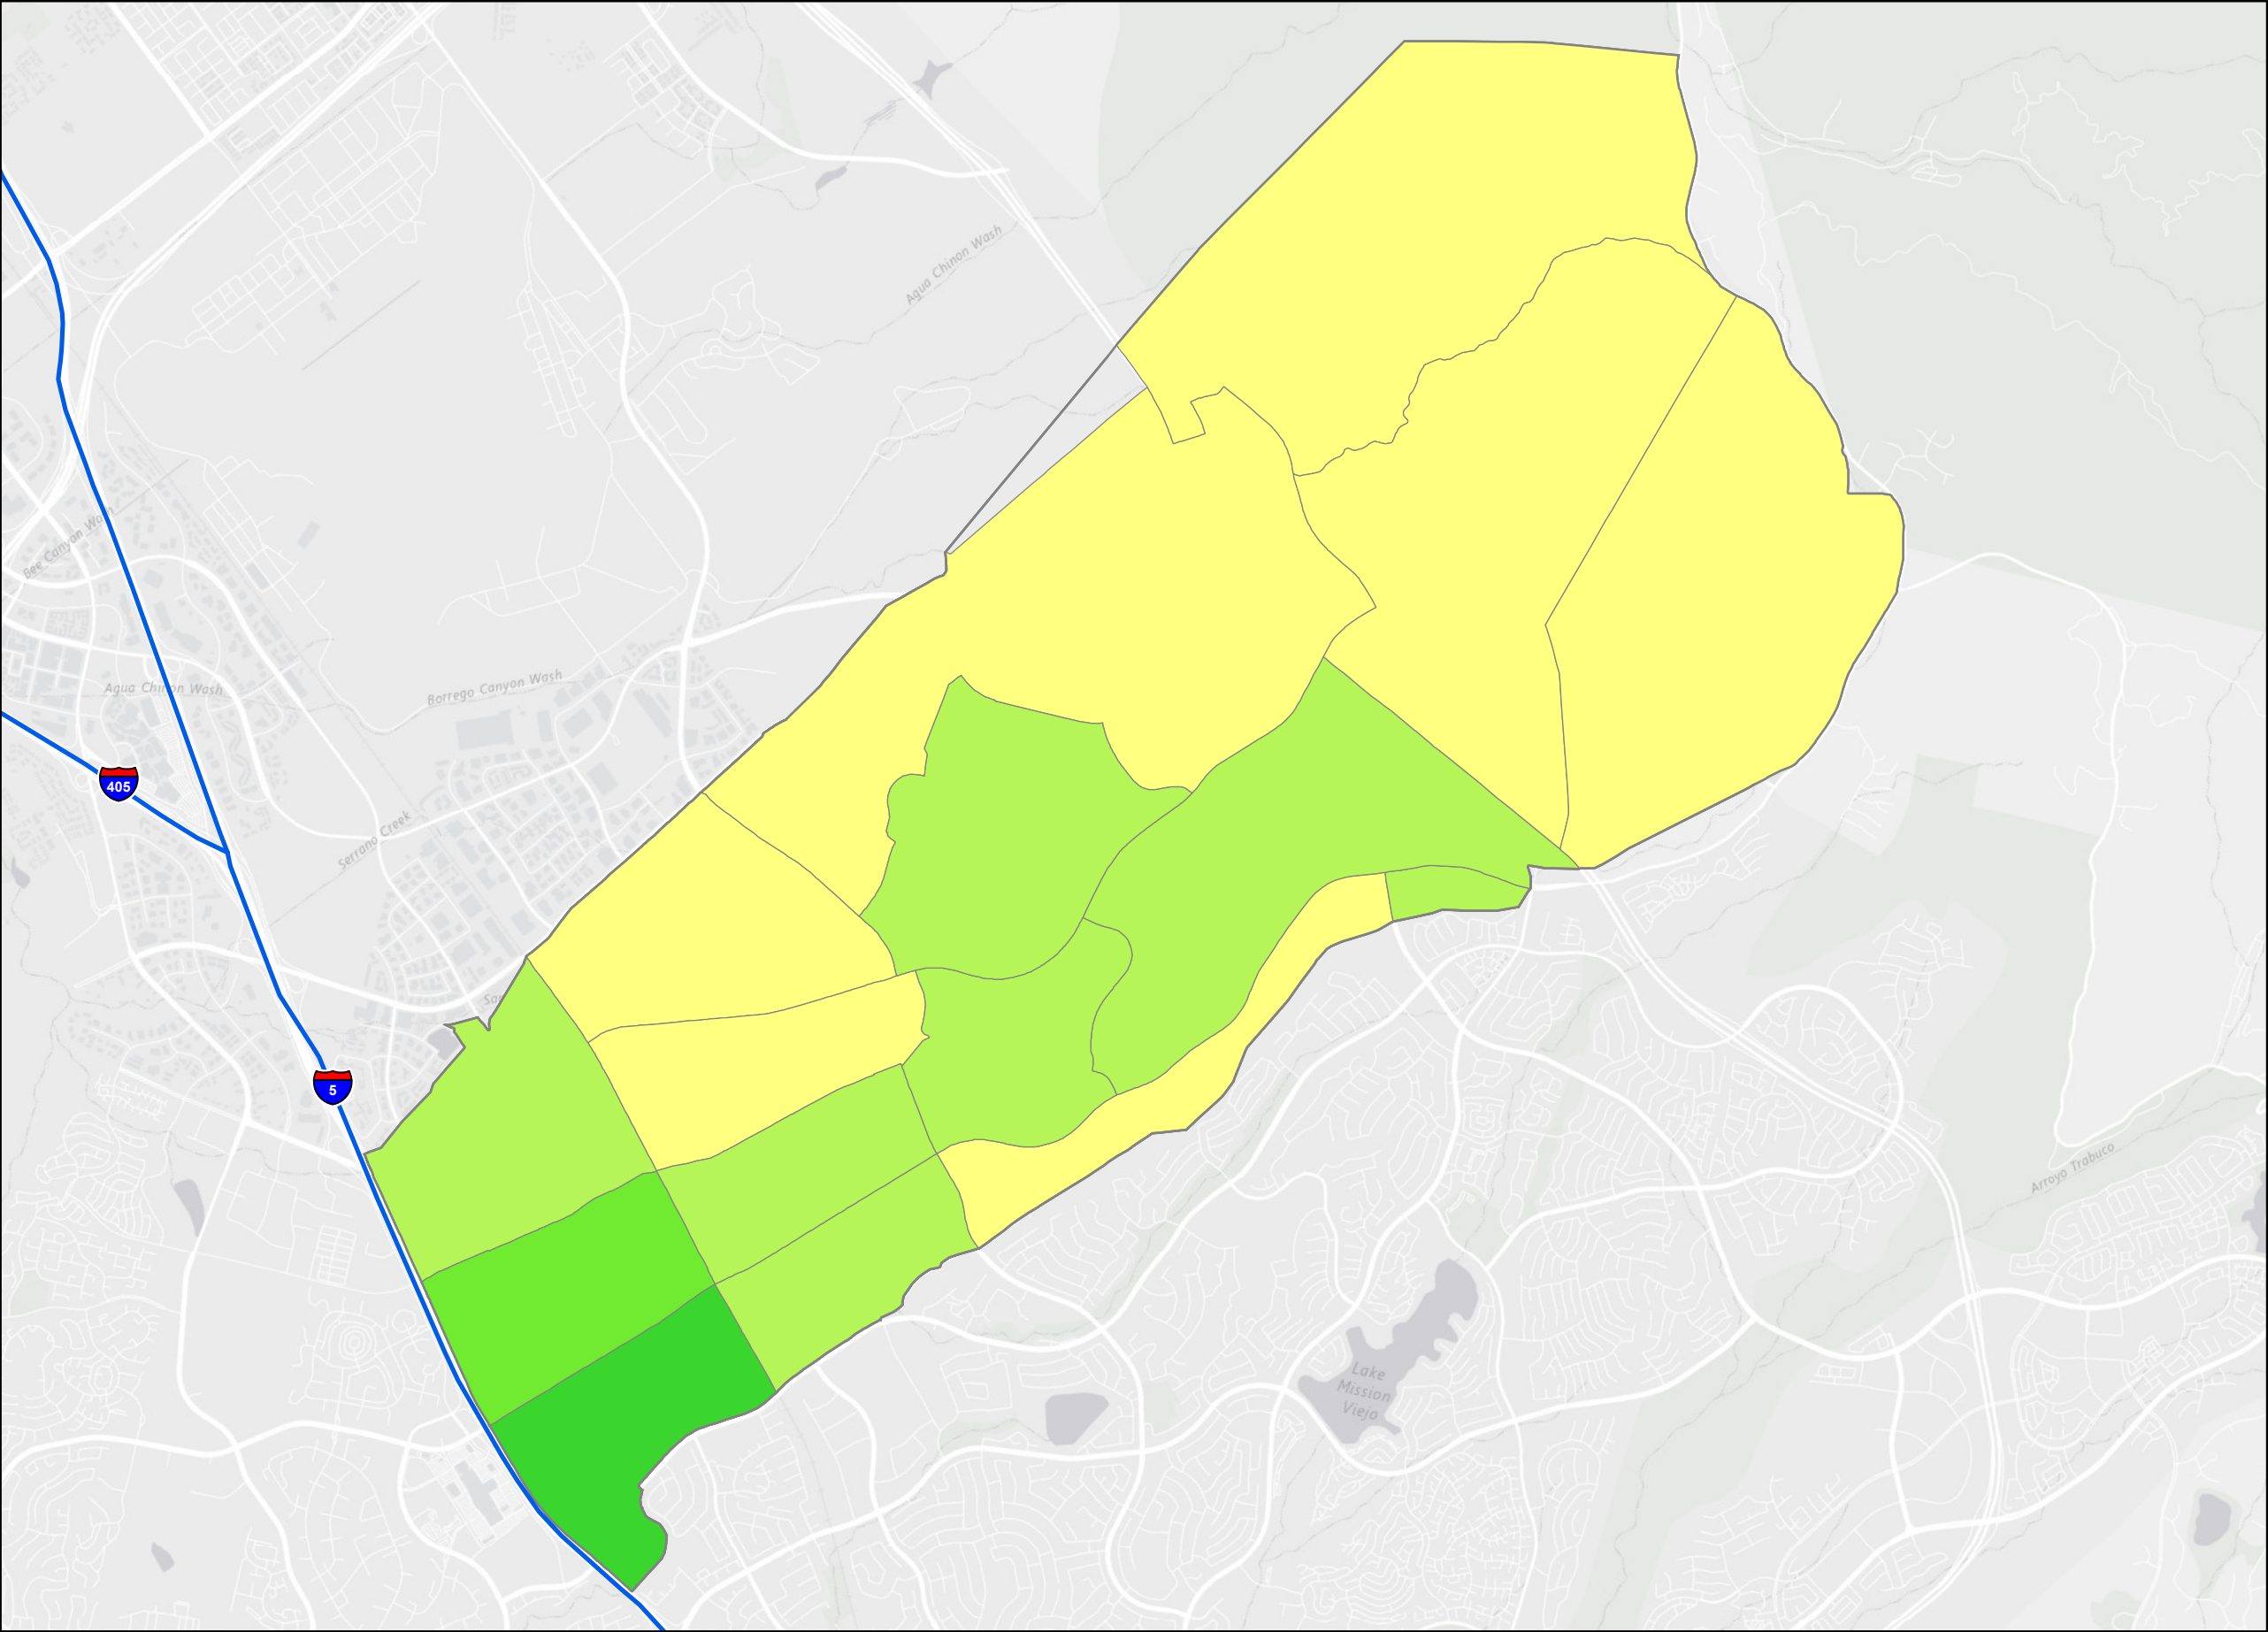 Agua Chinon Wash
Bee Canyon Wash
Agua Chinon Wash
Borrego Canyon Wash
405
Serrano Creek
San
5
Arroyo Trabuco
Lake
Mission
Viejo